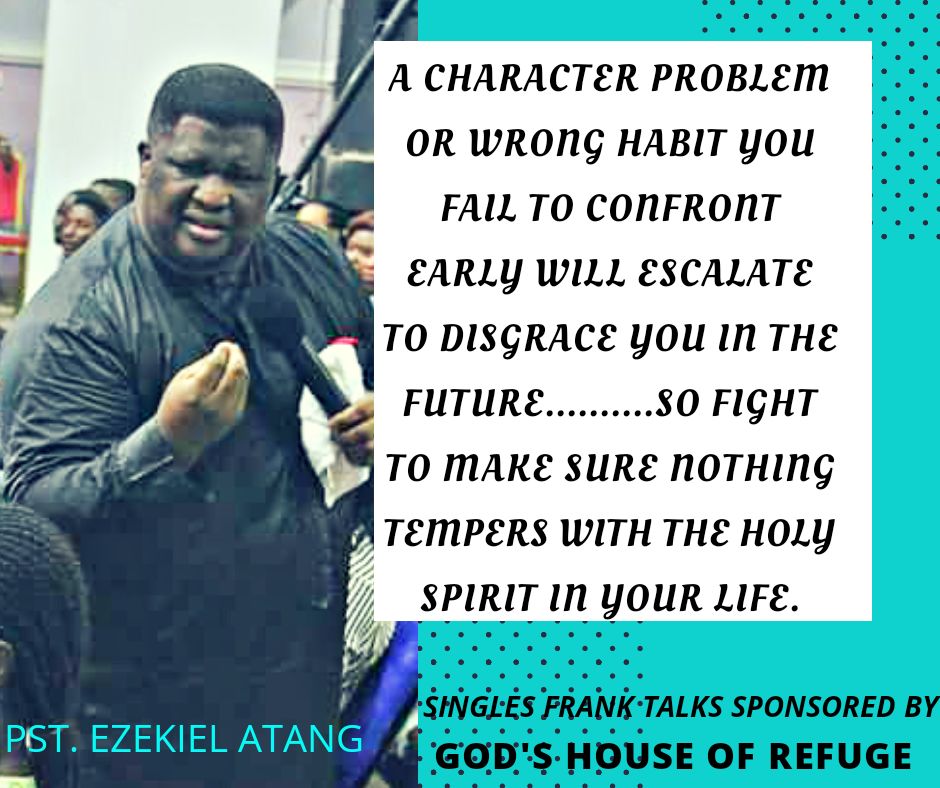 A CHARACTER PROBLEM
OR WRONG HABIT YOU
FAIL TO CONFRONT
EARLY WILL ESCALATE
TO DISGRACE YOU IN THE
FUTURE..........SO FIGHT
TO MAKE SURE NOTHING
TEMPERS WITH THE HOLY
SPIRIT IN YOUR LIFE.
SINGLES FRANK TALKS SPONSORED BY
GOD'S HOUSE OF REFUGE
PST. EZEKIEL ATANG